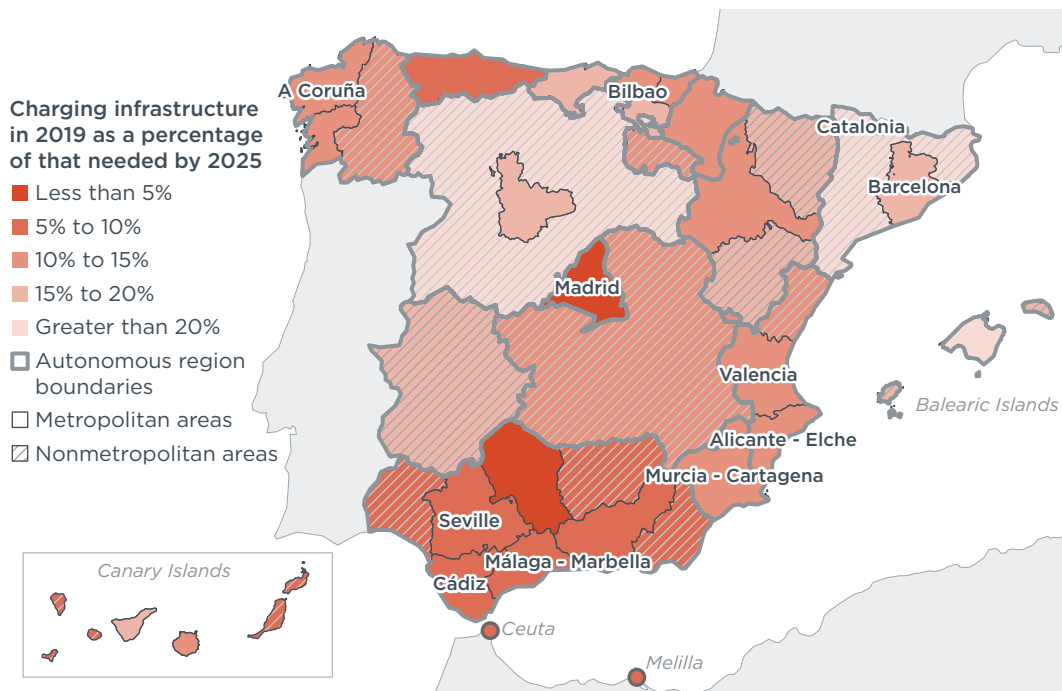 Charging infrastructure
in 2019 as a percentage
of that needed by 2025
Less than 5%
5% to 10%
10% to 15%
15% to 20%
Greater than 20%
Autonomous region
boundaries
Metropolitan areas
Nonmetropolitan areas
A Coruña
Bilbao
Catalonia
Barcelona
Madrid
Valencia
Balearic Islands
Alicante - Elche
Murcia - Cartagena
Seville
Málaga - Marbella
Cádiz
Canary Islands
Ceuta
Melilla